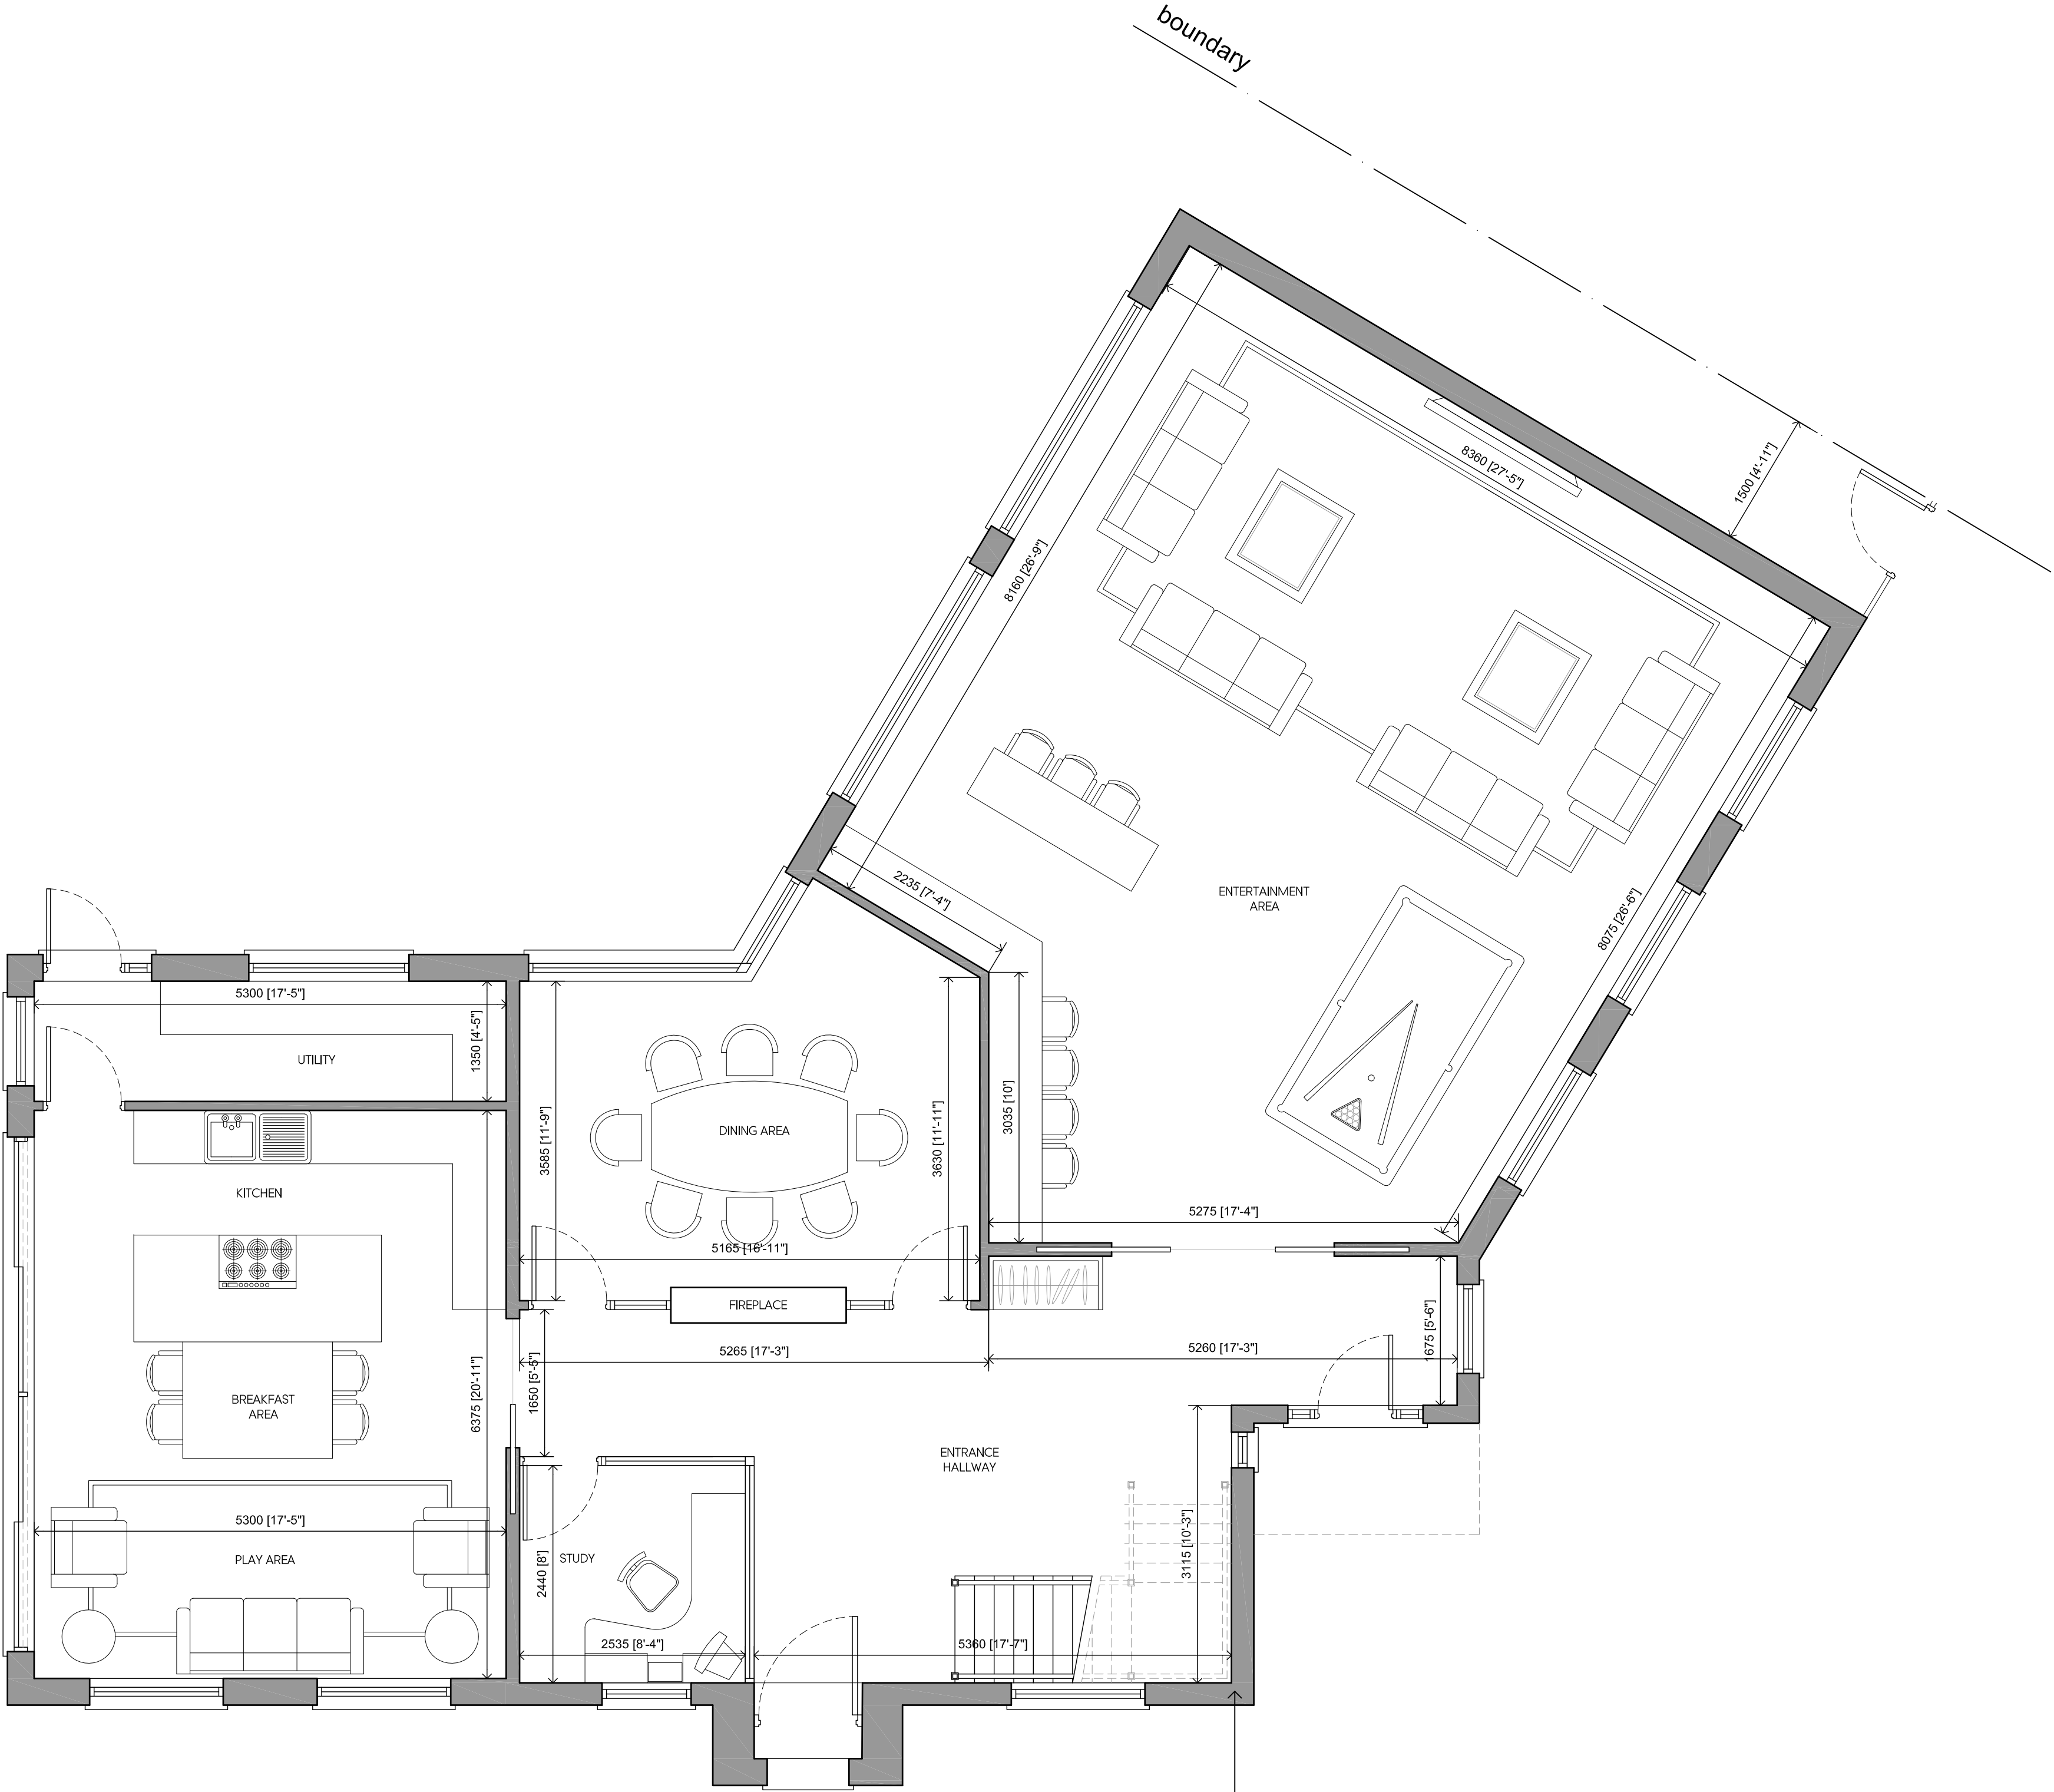 boundary
8360 [27'-5"]
1500 [4'-11"]
8160 [26'-9"]
2235 [7'-4"]
ENTERTAINMENT
AREA
8075 [26'-6"]
5300 [17'-5"]
1350 [4'-5"]
UTILITY
3585 [11'-9"]
DINING AREA
3630 [11'-11"]
3035 [10']
KITCHEN
5165 [16'-11"]
5275 [17'-4"]
FIREPLACE
5265 [17'-3"]
5260 [17'-3"]
1675 [5'-6"]
1650 [5'-5"]
6375 [20'-11"]
BREAKFAST
AREA
ENTRANCE
HALLWAY
5300 [17'-5"]
PLAY AREA
STUDY
2440 [8']
3115 [10'-3"]
2535 [8'-4"]
5360 [17'-7"]